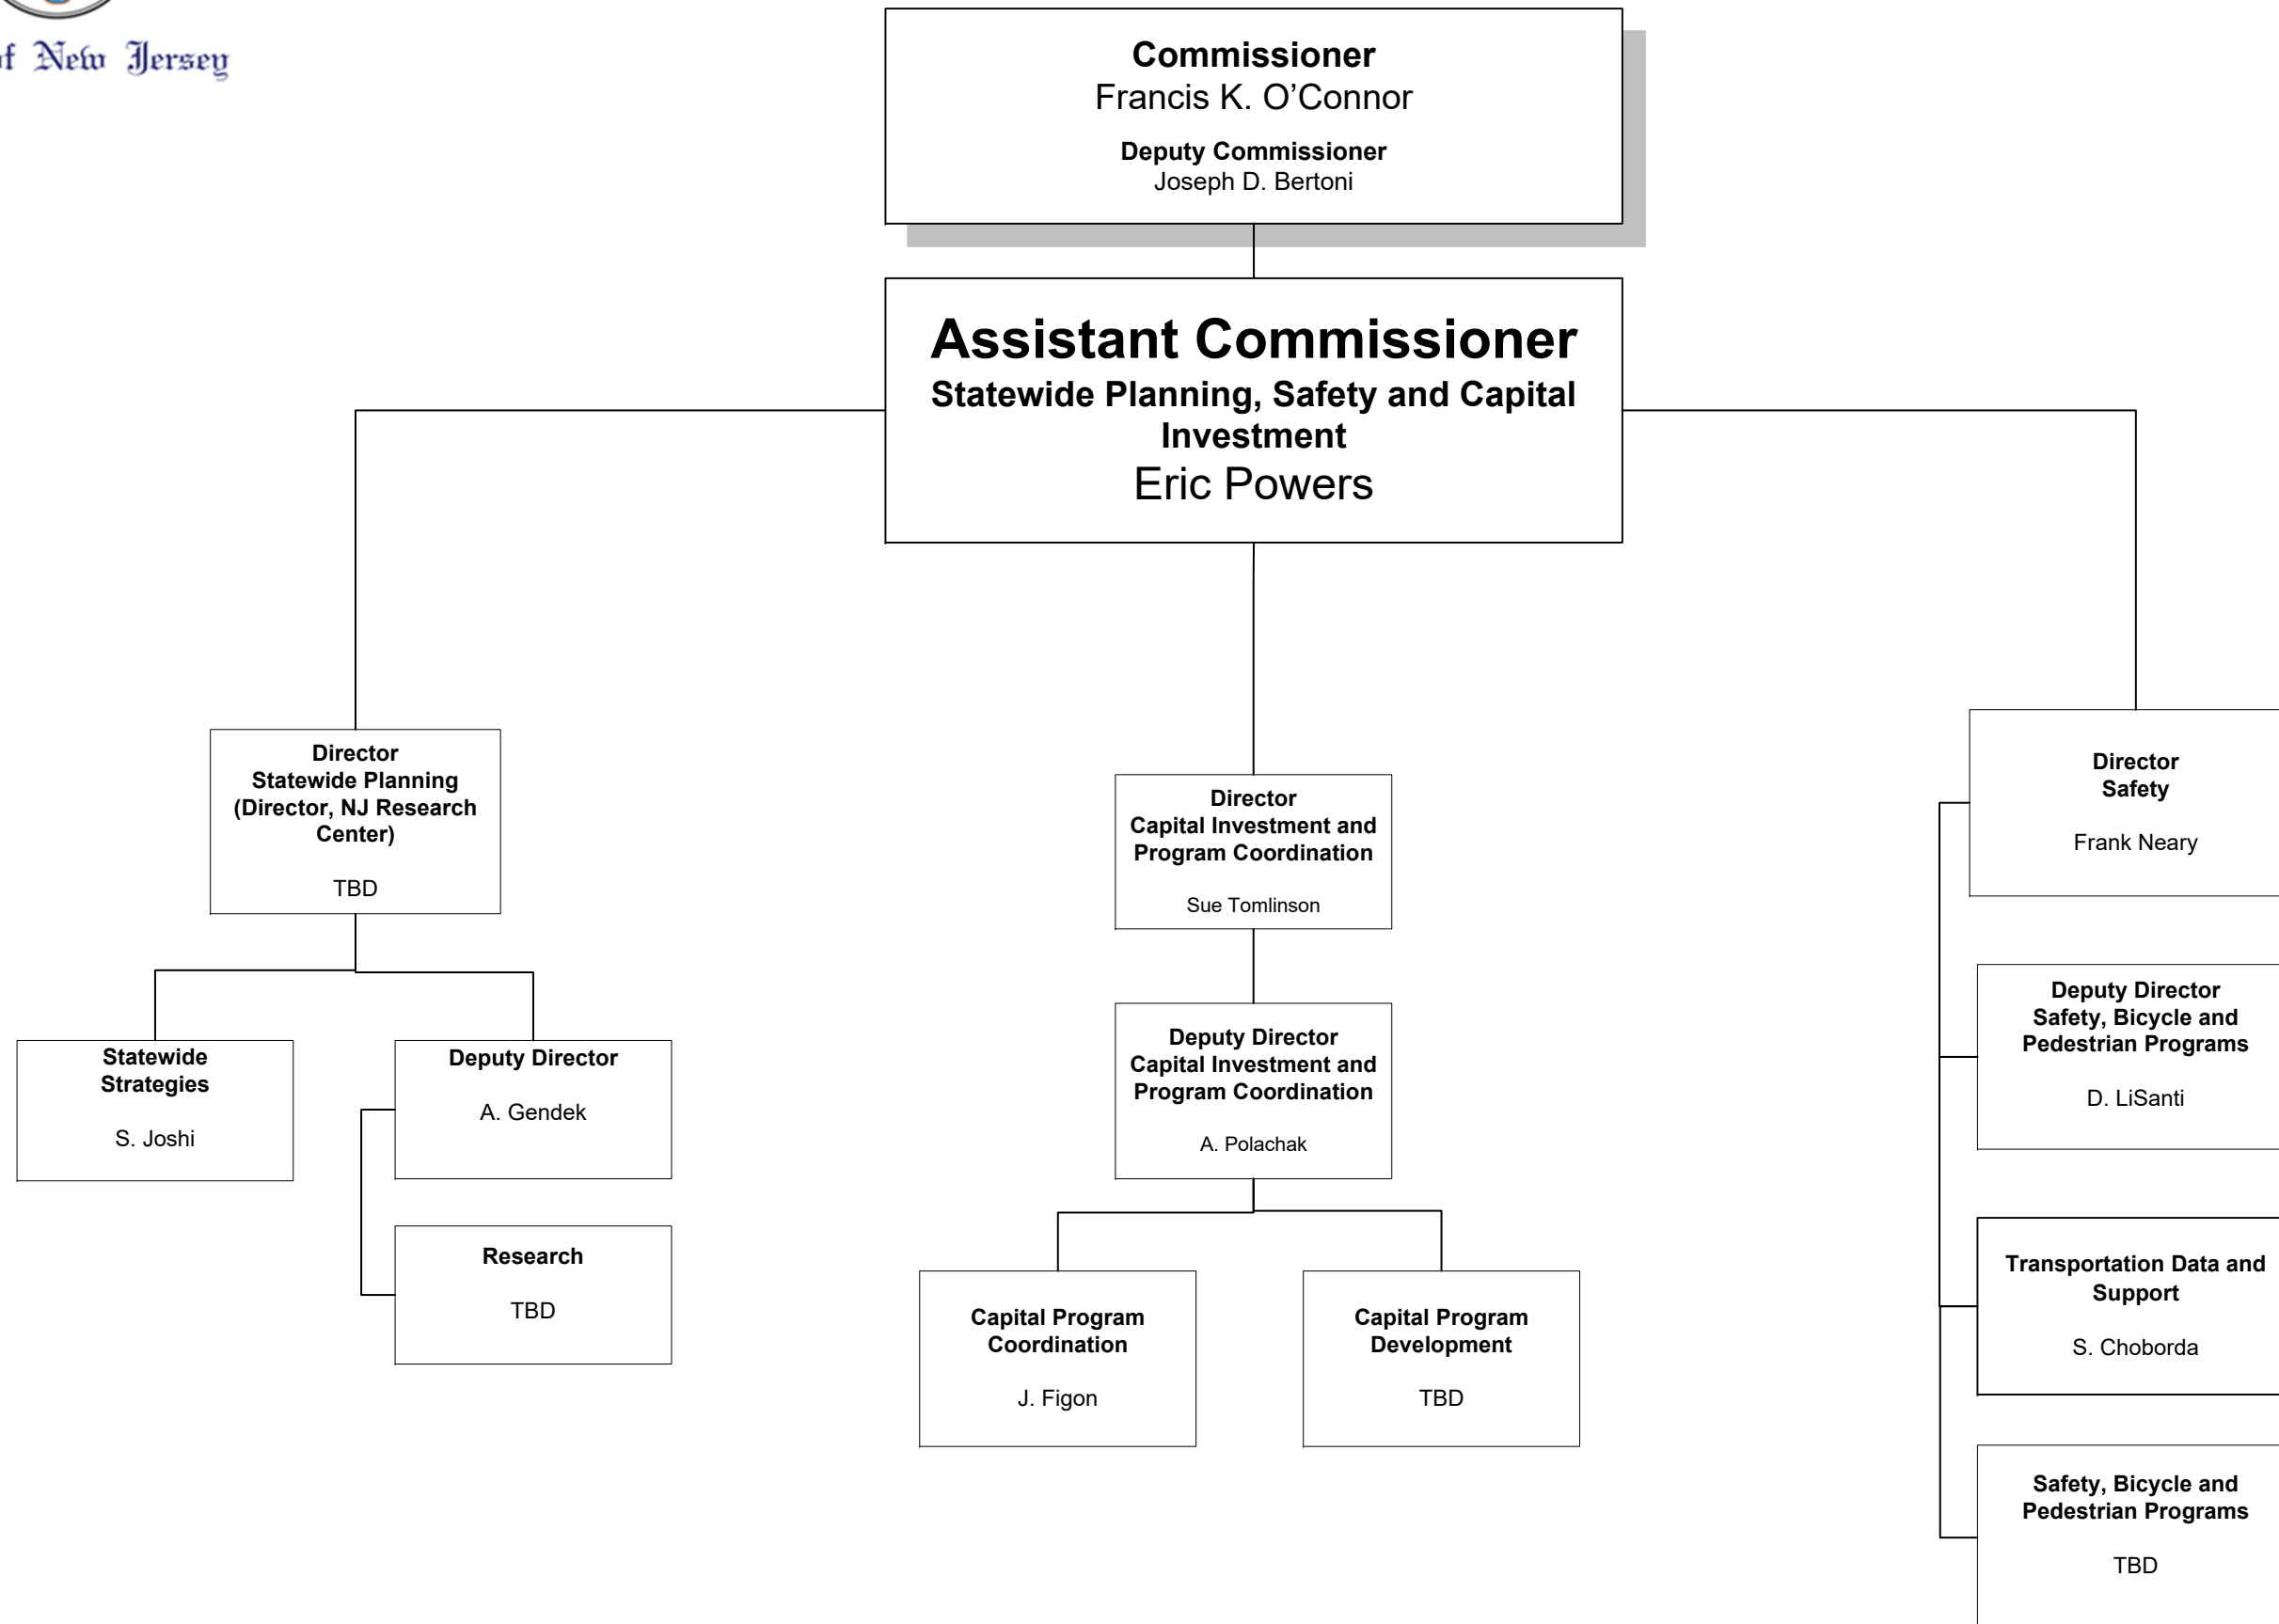 of New Jersey
Commissioner
Francis K. O’Connor
Deputy Commissioner
Joseph D. Bertoni
Assistant Commissioner
Statewide Planning, Safety and Capital
Investment
Eric Powers
Director
Statewide Planning
(Director, NJ Research
Center)
TBD
Statewide
Strategies
S. Joshi
Deputy Director
A. Gendek
Research
TBD
Director
Capital Investment and
Program Coordination
Sue Tomlinson
Deputy Director
Capital Investment and
Program Coordination
A. Polachak
Capital Program
Coordination
J. Figon
Capital Program
Development
TBD
Director
Safety
Frank Neary
Deputy Director
Safety, Bicycle and
Pedestrian Programs
D. LiSanti
Transportation Data and
Support
S. Choborda
Safety, Bicycle and
Pedestrian Programs
TBD